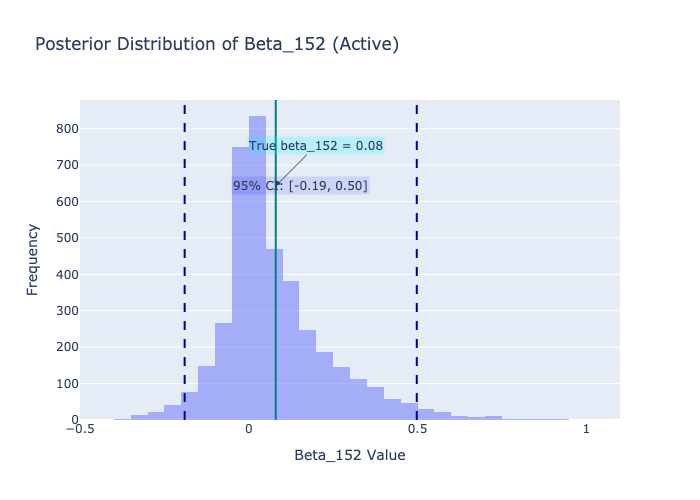 Posterior Distribution of Beta_152 (Active)
800
700
600
500
400
300
200
100
0
Frequency
True beta_152 = 0.08
95% CI: [-0.19, 0.50]
−0.5
0
0.5
1
Beta_152 Value